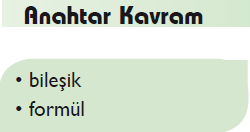 Anahtar Kavram
• bileşik
• formül